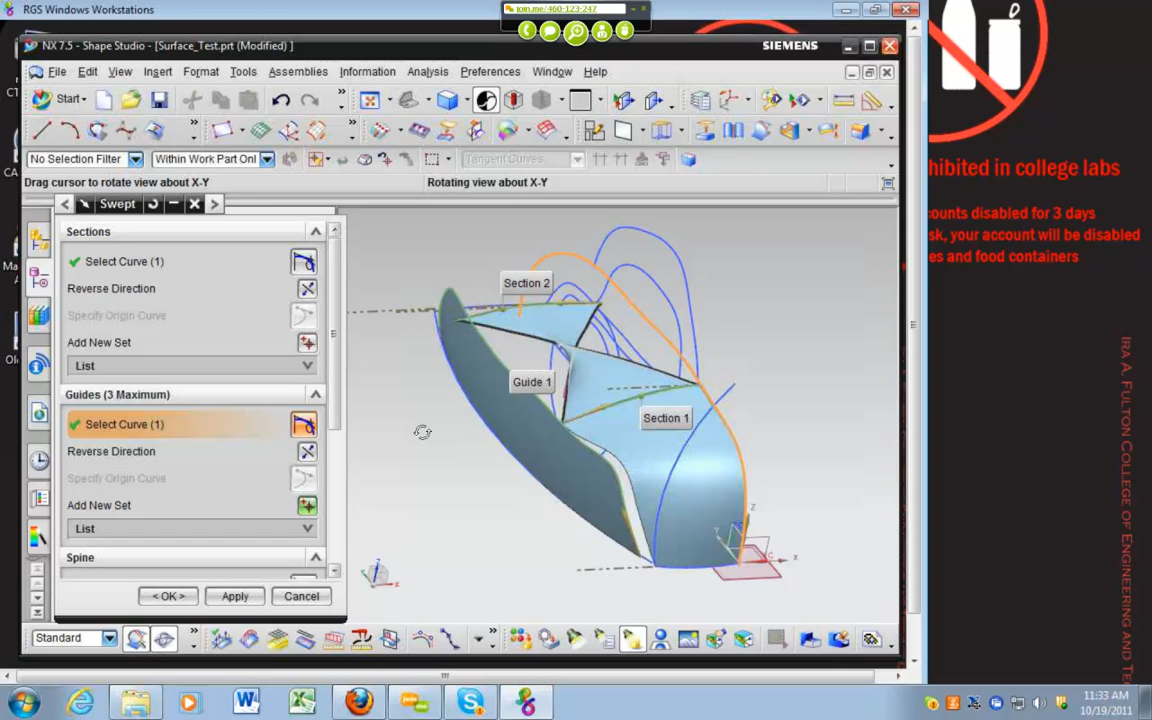 RGS Windows Workstations
join.me/460-123-247
NX 7.5 - Shape Studio - [Surface_Test.prt (Modified) ]
SIEMENS
File Edit View Insert Format Tools Assemblies Information Analysis Preferences Window Help
Start
No Selection Filter
Within Work Part Onl
Tangent Curves
Drag cursor to rotate view about X-Y
Rotating view about X-Y
Swept
Sections
Select Curve (1)
Reverse Direction
Specify Origin Curve
Add New Set
List
Guides (3 Maximum)
Select Curve (1)
Reverse Direction
Specify Origin Curve
Add New Set
List
Spine
< OK >
Apply
Cancel
Section 2
Guide 1
Section 1
Z
X
Standard
hibited in college labs
counts disabled for 3 days
sk, your account will be disabled
es and food containers
IRA A. FULTON COLLEGE OF ENGINEERING AND
11:33 AM
10/19/2011